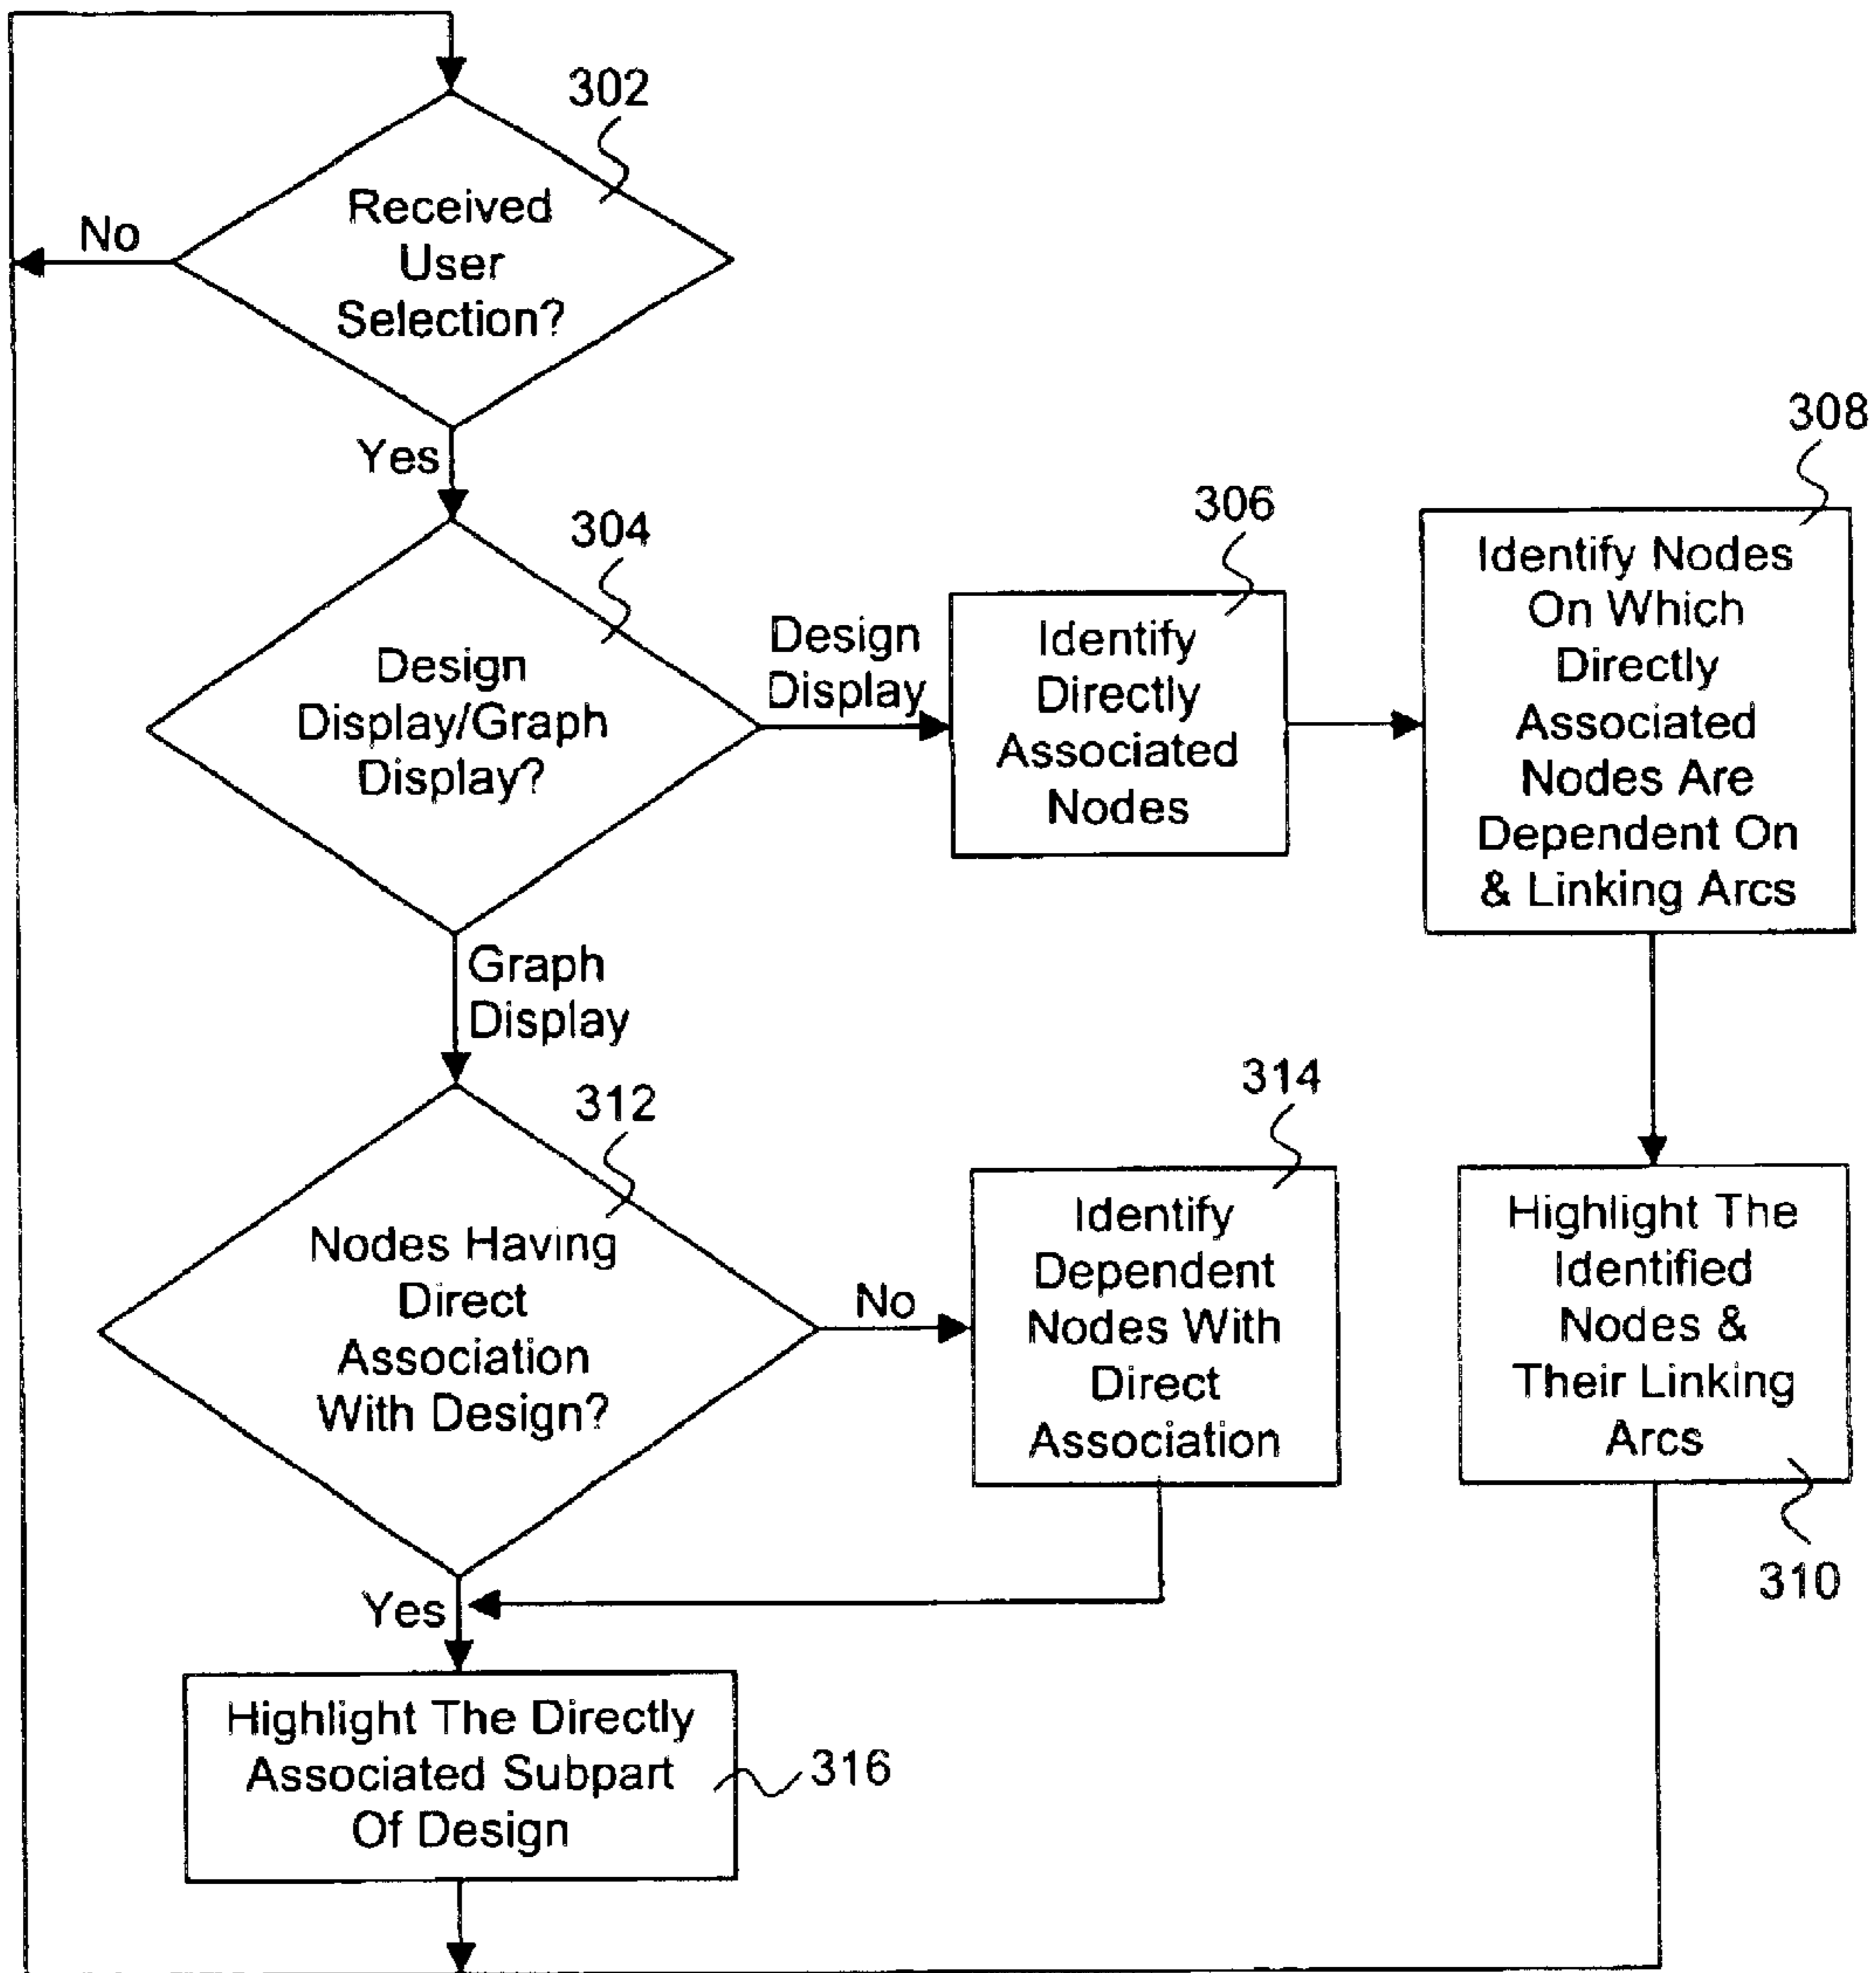 302
Received
User
Selection?
No
Yes
304
Design
Display/Graph
Display?
Design
Display
306
Identify
Directly
Associated
Nodes
308
Identify Nodes
On Which
Directly
Associated
Nodes Are
Dependent On
& Linking Arcs
Graph
Display
312
Nodes Having
Direct
Association
With Design?
No
314
Identify
Dependent
Nodes With
Direct
Association
Highlight The
Identified
Nodes &
Their Linking
Arcs
310
Yes
Highlight The Directly
Associated Subpart
Of Design
316